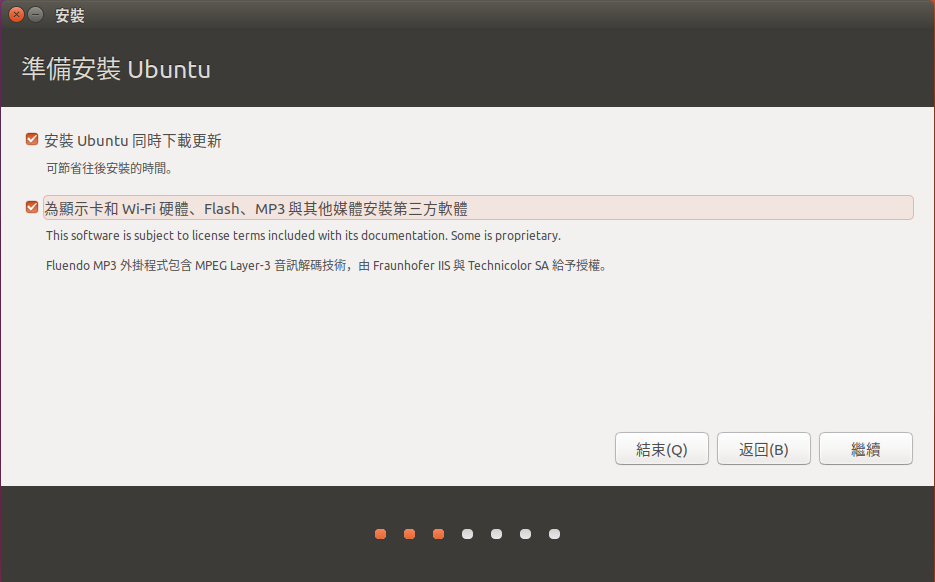 安裝
準備安裝 Ubuntu
安裝 Ubuntu 同時下載更新
可節省往後安裝的時間。
為顯示卡和 Wi-Fi 硬體、Flash、MP3 與其他媒體安裝第三方軟體
This software is subject to license terms included with its documentation. Some is proprietary.
Fluendo MP3 外掛程式包含 MPEG Layer-3 音訊解碼技術，由 Fraunhofer IIS 與 Technicolor SA 給予授權。
結束(Q) 返回(B) 繼續